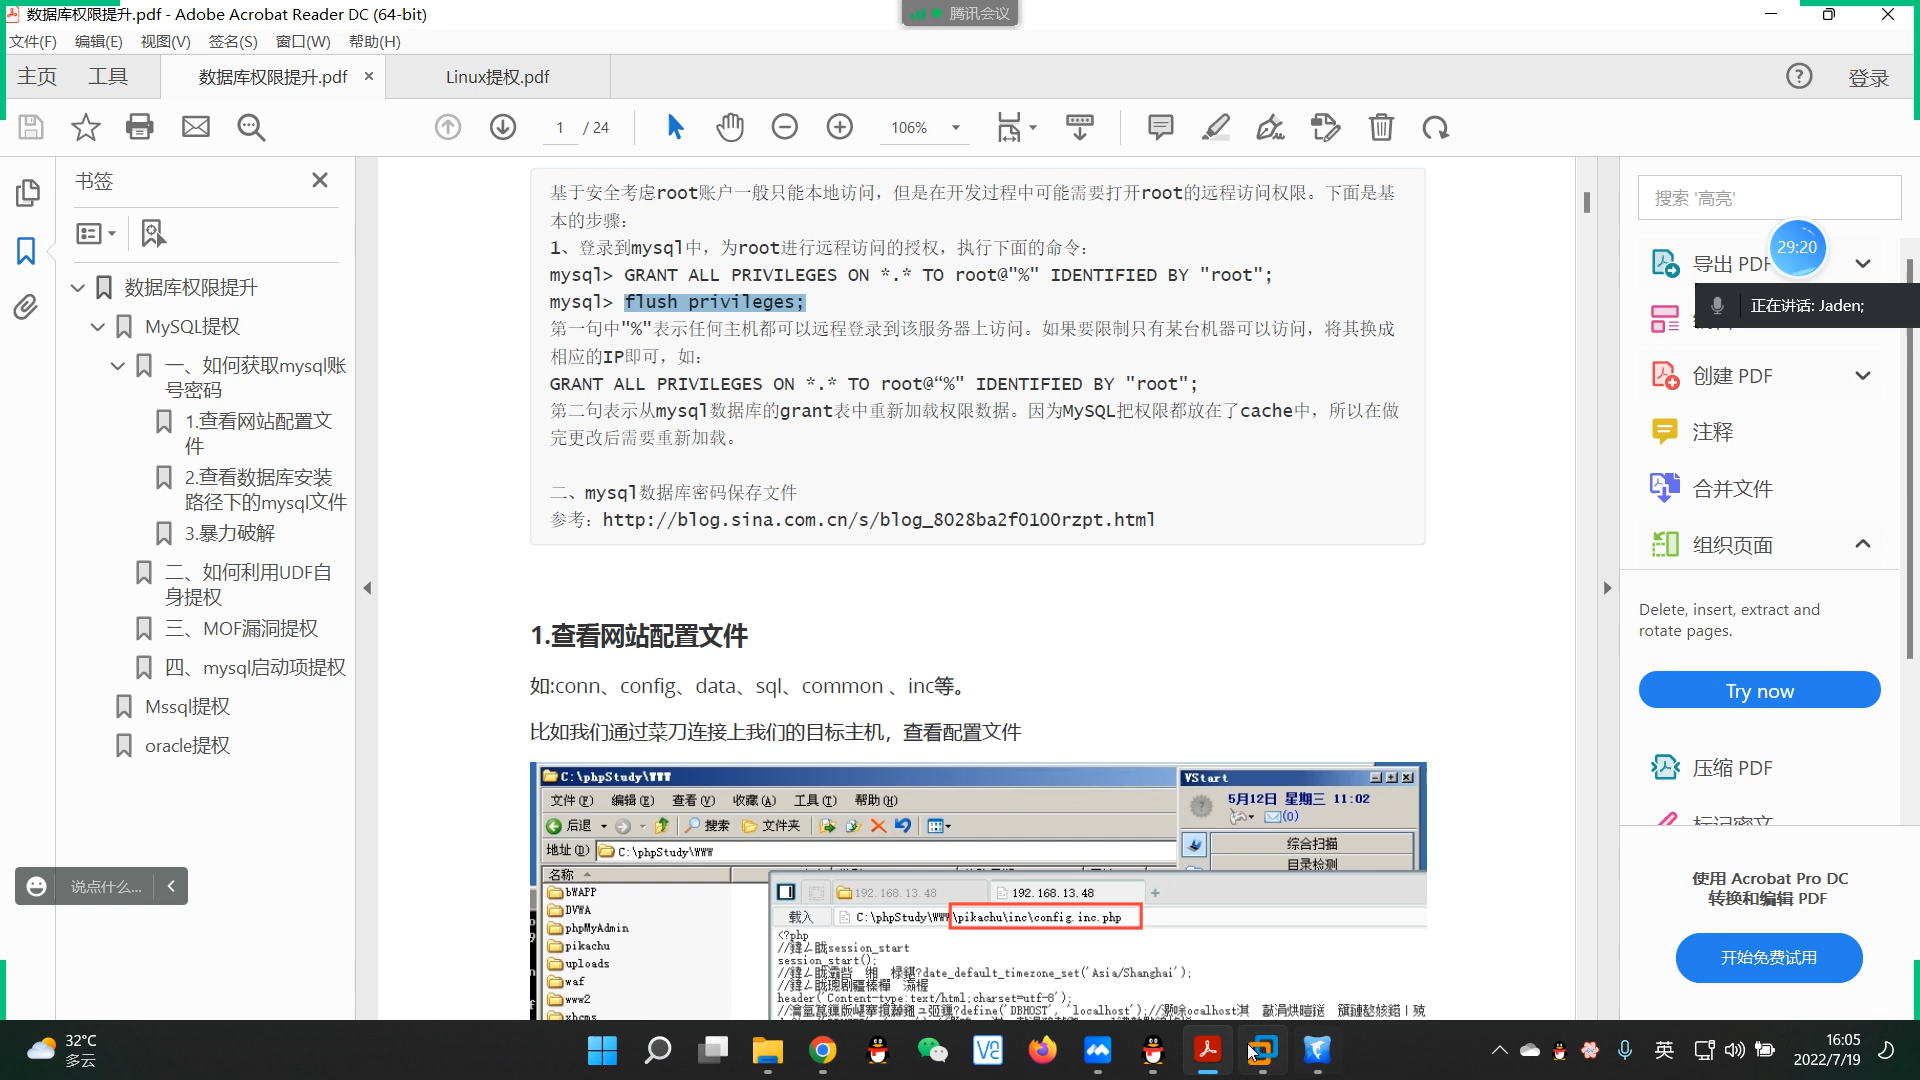 数据库权限提升.pdf - Adobe Acrobat Reader DC (64-bit)
腾讯会议
文件(F) 编辑(E) 视图(V) 签名(S) 窗口(W) 帮助(H)
主页 工具 数据库权限提升.pdf × Linux提权.pdf 登录
1 / 24 106%
书签
数据库权限提升
MySQL提权
一、如何获取mysql账
号密码
1.查看网站配置文
件
2.查看数据库安装
路径下的mysql文件
3.暴力破解
二、如何利用UDF自
身提权
三、MOF漏洞提权
四、mysql启动项提权
Mssql提权
oracle提权
说点什么...
基于安全考虑root账户一般只能本地访问，但是在开发过程中可能需要打开root的远程访问权限。下面是基
本的步骤：
1、登录到mysql中，为root进行远程访问的授权，执行下面的命令：
mysql> GRANT ALL PRIVILEGES ON *.* TO root@"%" IDENTIFIED BY "root";
mysql> flush privileges;
第一句中"%"表示任何主机都可以远程登录到该服务器上访问。如果要限制只有某台机器可以访问，将其换成
相应的IP即可，如：
GRANT ALL PRIVILEGES ON *.* TO root@“%" IDENTIFIED BY "root";
第二句表示从mysql数据库的grant表中重新加载权限数据。因为MySQL把权限都放在了cache中，所以在做
完更改后需要重新加载。
二、mysql数据库密码保存文件
参考：http://blog.sina.com.cn/s/blog_8028ba2f0100rzpt.html
1.查看网站配置文件
如:conn、config、data、sql、common 、inc等。
比如我们通过菜刀连接上我们的目标主机，查看配置文件
C:\phpStudy\WWW
文件(F) 编辑(E) 查看(V) 收藏(A) 工具(T) 帮助(H)
后退 搜索 文件夹
地址(D) C:\phpStudy\WWW
名称
bWAPP
DVWA
phpMyAdmin
pikachu
uploads
waf
www2
xhcms
VStart
5月12日 星期三 11:02
(0)
综合扫描
目录检测
192.168.13.48 192.168.13.48
载入 C:\phpStudy\WWW\pikachu\inc\config.inc.php
<?php
session_start
session_start();
date_default_timezone_set('Asia/Shanghai');
header('Content-type:text/html;charset=utf-8');
define('DBHOST', 'localhost');
搜索 '高亮'
29:20
导出 PDF
正在讲话: Jaden;
创建 PDF
注释
合并文件
组织页面
Delete, insert, extract and
rotate pages.
Try now
压缩 PDF
使用 Acrobat Pro DC
转换和编辑 PDF
开始免费试用
32°C
多云
英
16:05
2022/7/19